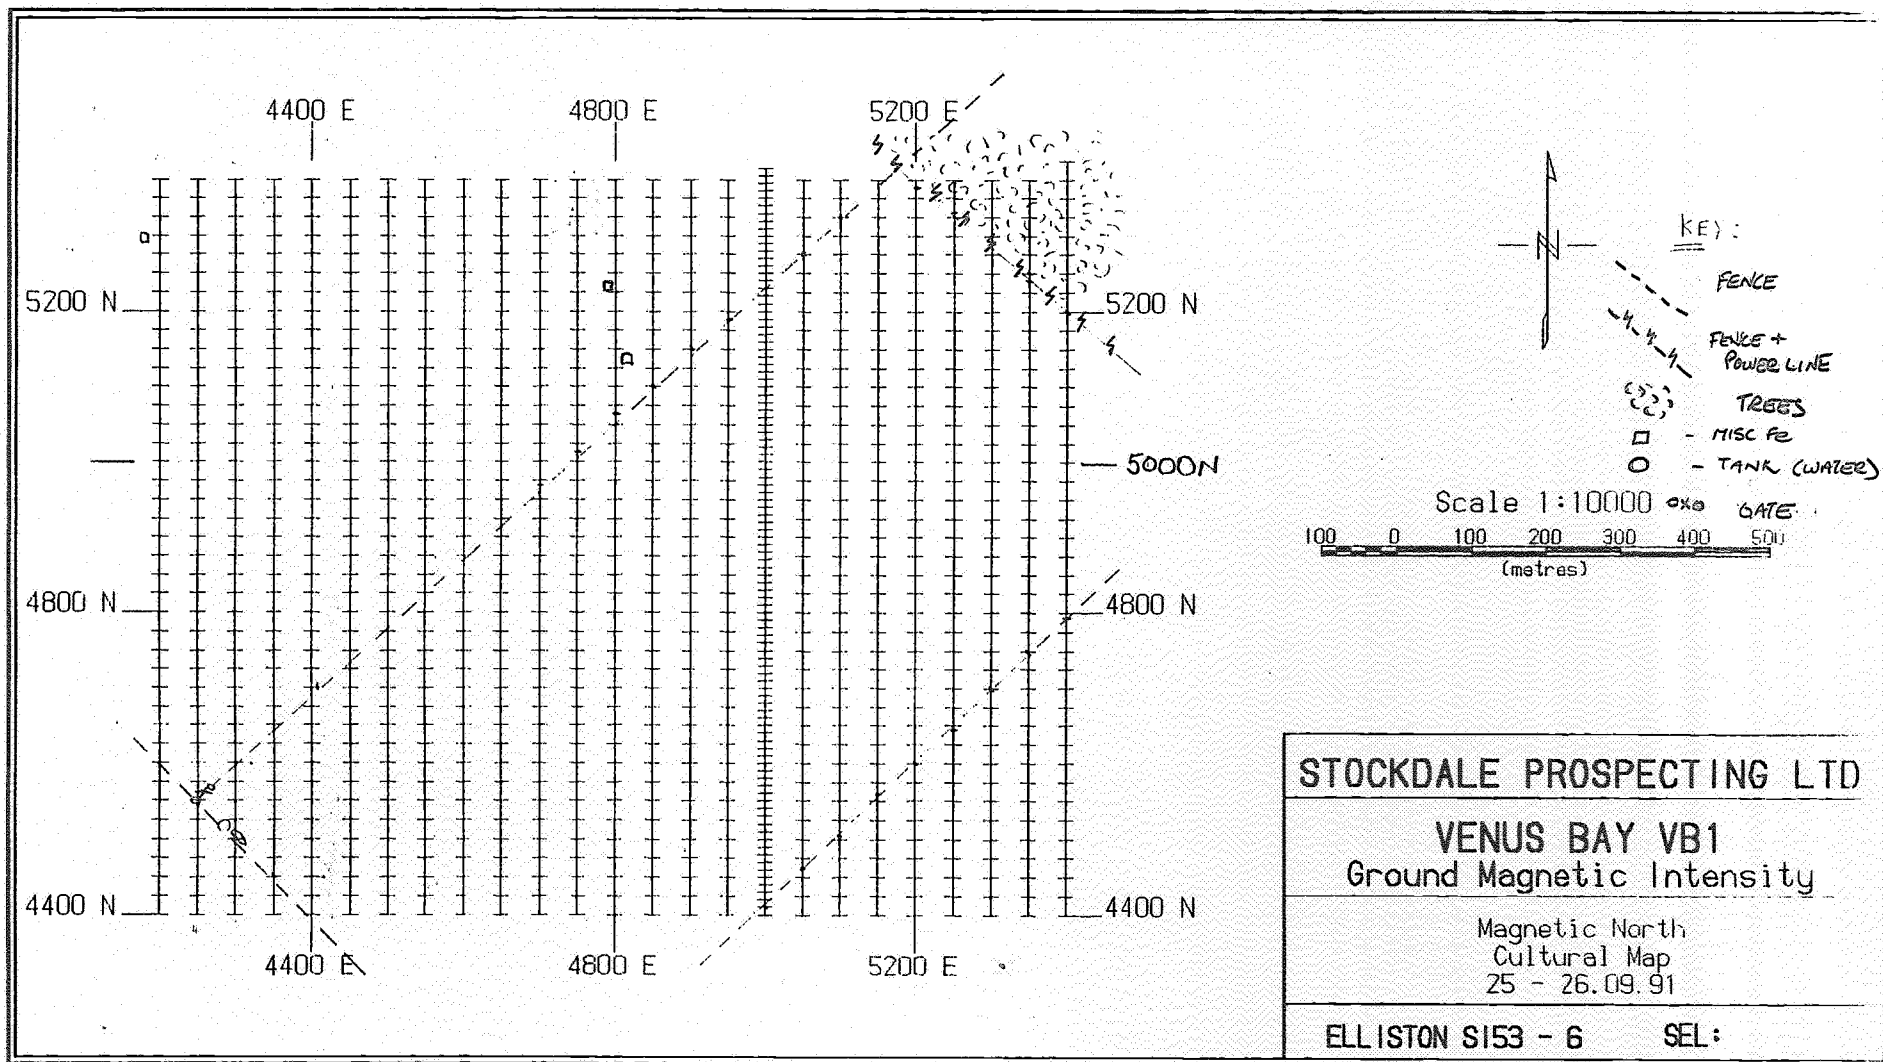 4400 E 4800 E 5200 E
5200 N
5200 N
5000N
4800 N
4800 N
4400 N
4400 N
4400 E 4800 E 5200 E
N
KEY:
FENCE
FENCE +
POWER LINE
TREES
- MISC Fe
- TANK (WATER)
GATE
Scale 1:10000
100 0 100 200 300 400 500
(metres)
STOCKDALE PROSPECTING LTD
VENUS BAY VB1
Ground Magnetic Intensity
Magnetic North
Cultural Map
25 - 26.09.91
ELLISTON SI53 - 6 SEL: